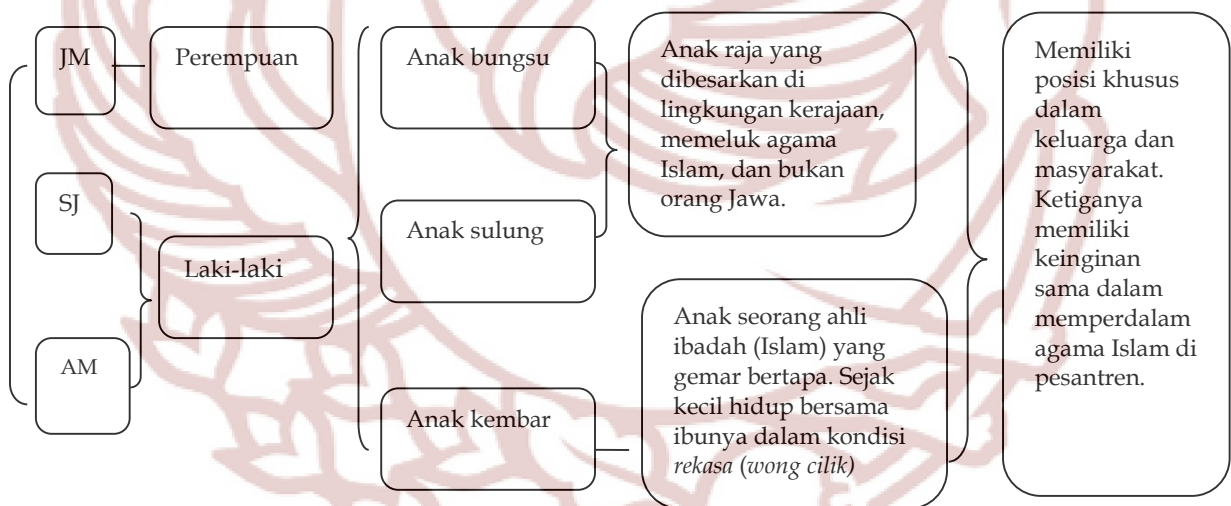 JM
Perempuan
SJ
Laki-laki
AM
Anak bungsu
Anak sulung
Anak kembar
Anak raja yang
dibesarkan di
lingkungan kerajaan,
memeluk agama
Islam, dan bukan
orang Jawa.
Anak seorang ahli
ibadah (Islam) yang
gemar bertapa. Sejak
kecil hidup bersama
ibunya dalam kondisi
rekasa (wong cilik)
Memiliki
posisi khusus
dalam
keluarga dan
masyarakat.
Ketiganya
memiliki
keinginan
sama dalam
memperdalam
agama Islam di
pesantren.